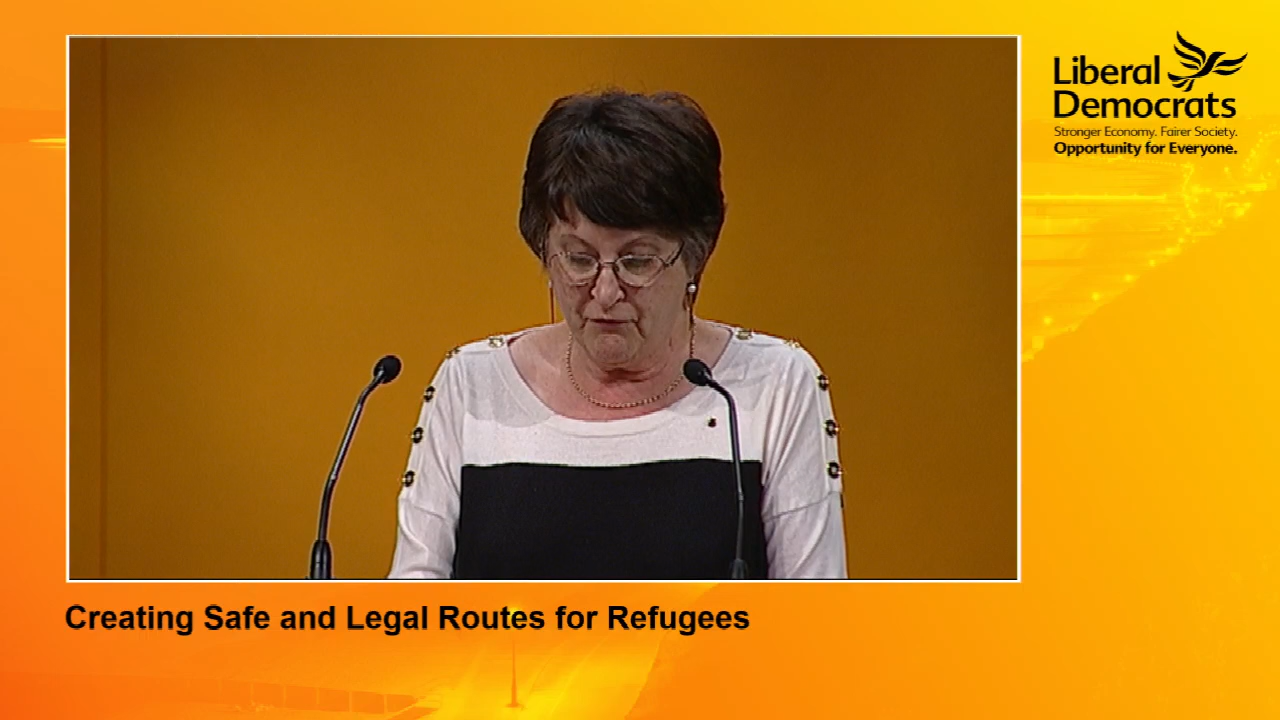 Liberal
Democrats
Stronger Economy. Fairer Society.
Opportunity for Everyone.
Creating Safe and Legal Routes for Refugees